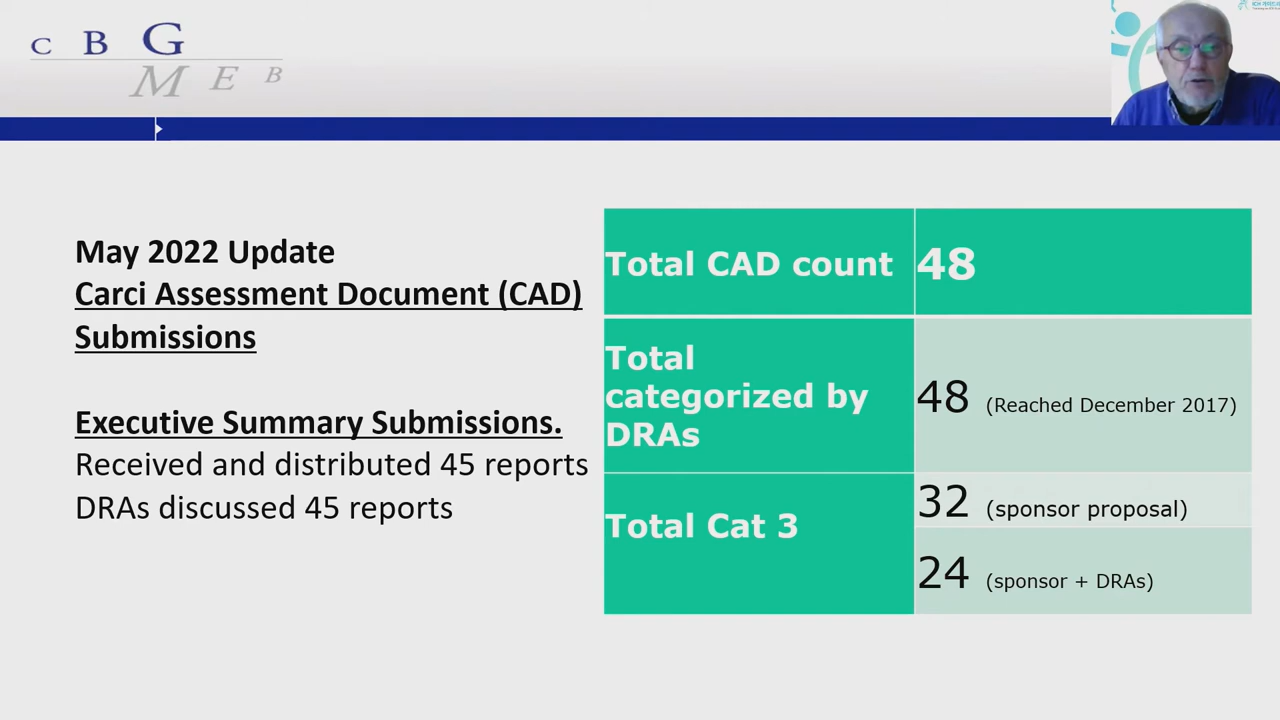 C B G
M E B
May 2022 Update
Carci Assessment Document (CAD)
Submissions
Executive Summary Submissions.
Received and distributed 45 reports
DRAs discussed 45 reports
Total CAD count 48
Total
categorized by
DRAs
48 (Reached December 2017)
Total Cat 3
32 (sponsor proposal)
24 (sponsor + DRAs)